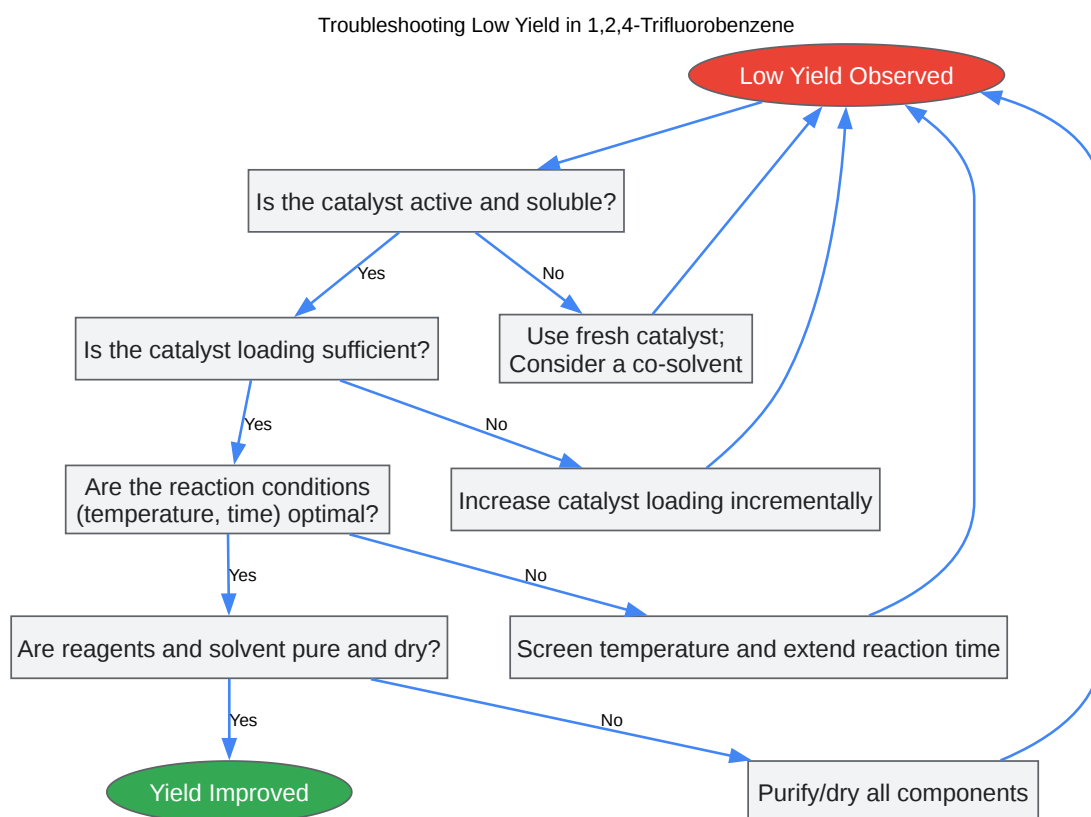 Troubleshooting Low Yield in 1,2,4-Trifluorobenzene
Low Yield Observed
Is the catalyst active and soluble?
Yes
No
Is the catalyst loading sufficient?
Use fresh catalyst;
Consider a co-solvent
Yes
No
Are the reaction conditions
(temperature, time) optimal?
Increase catalyst loading incrementally
Yes
No
Are reagents and solvent pure and dry?
Screen temperature and extend reaction time
Yes
No
Yield Improved
Purify/dry all components